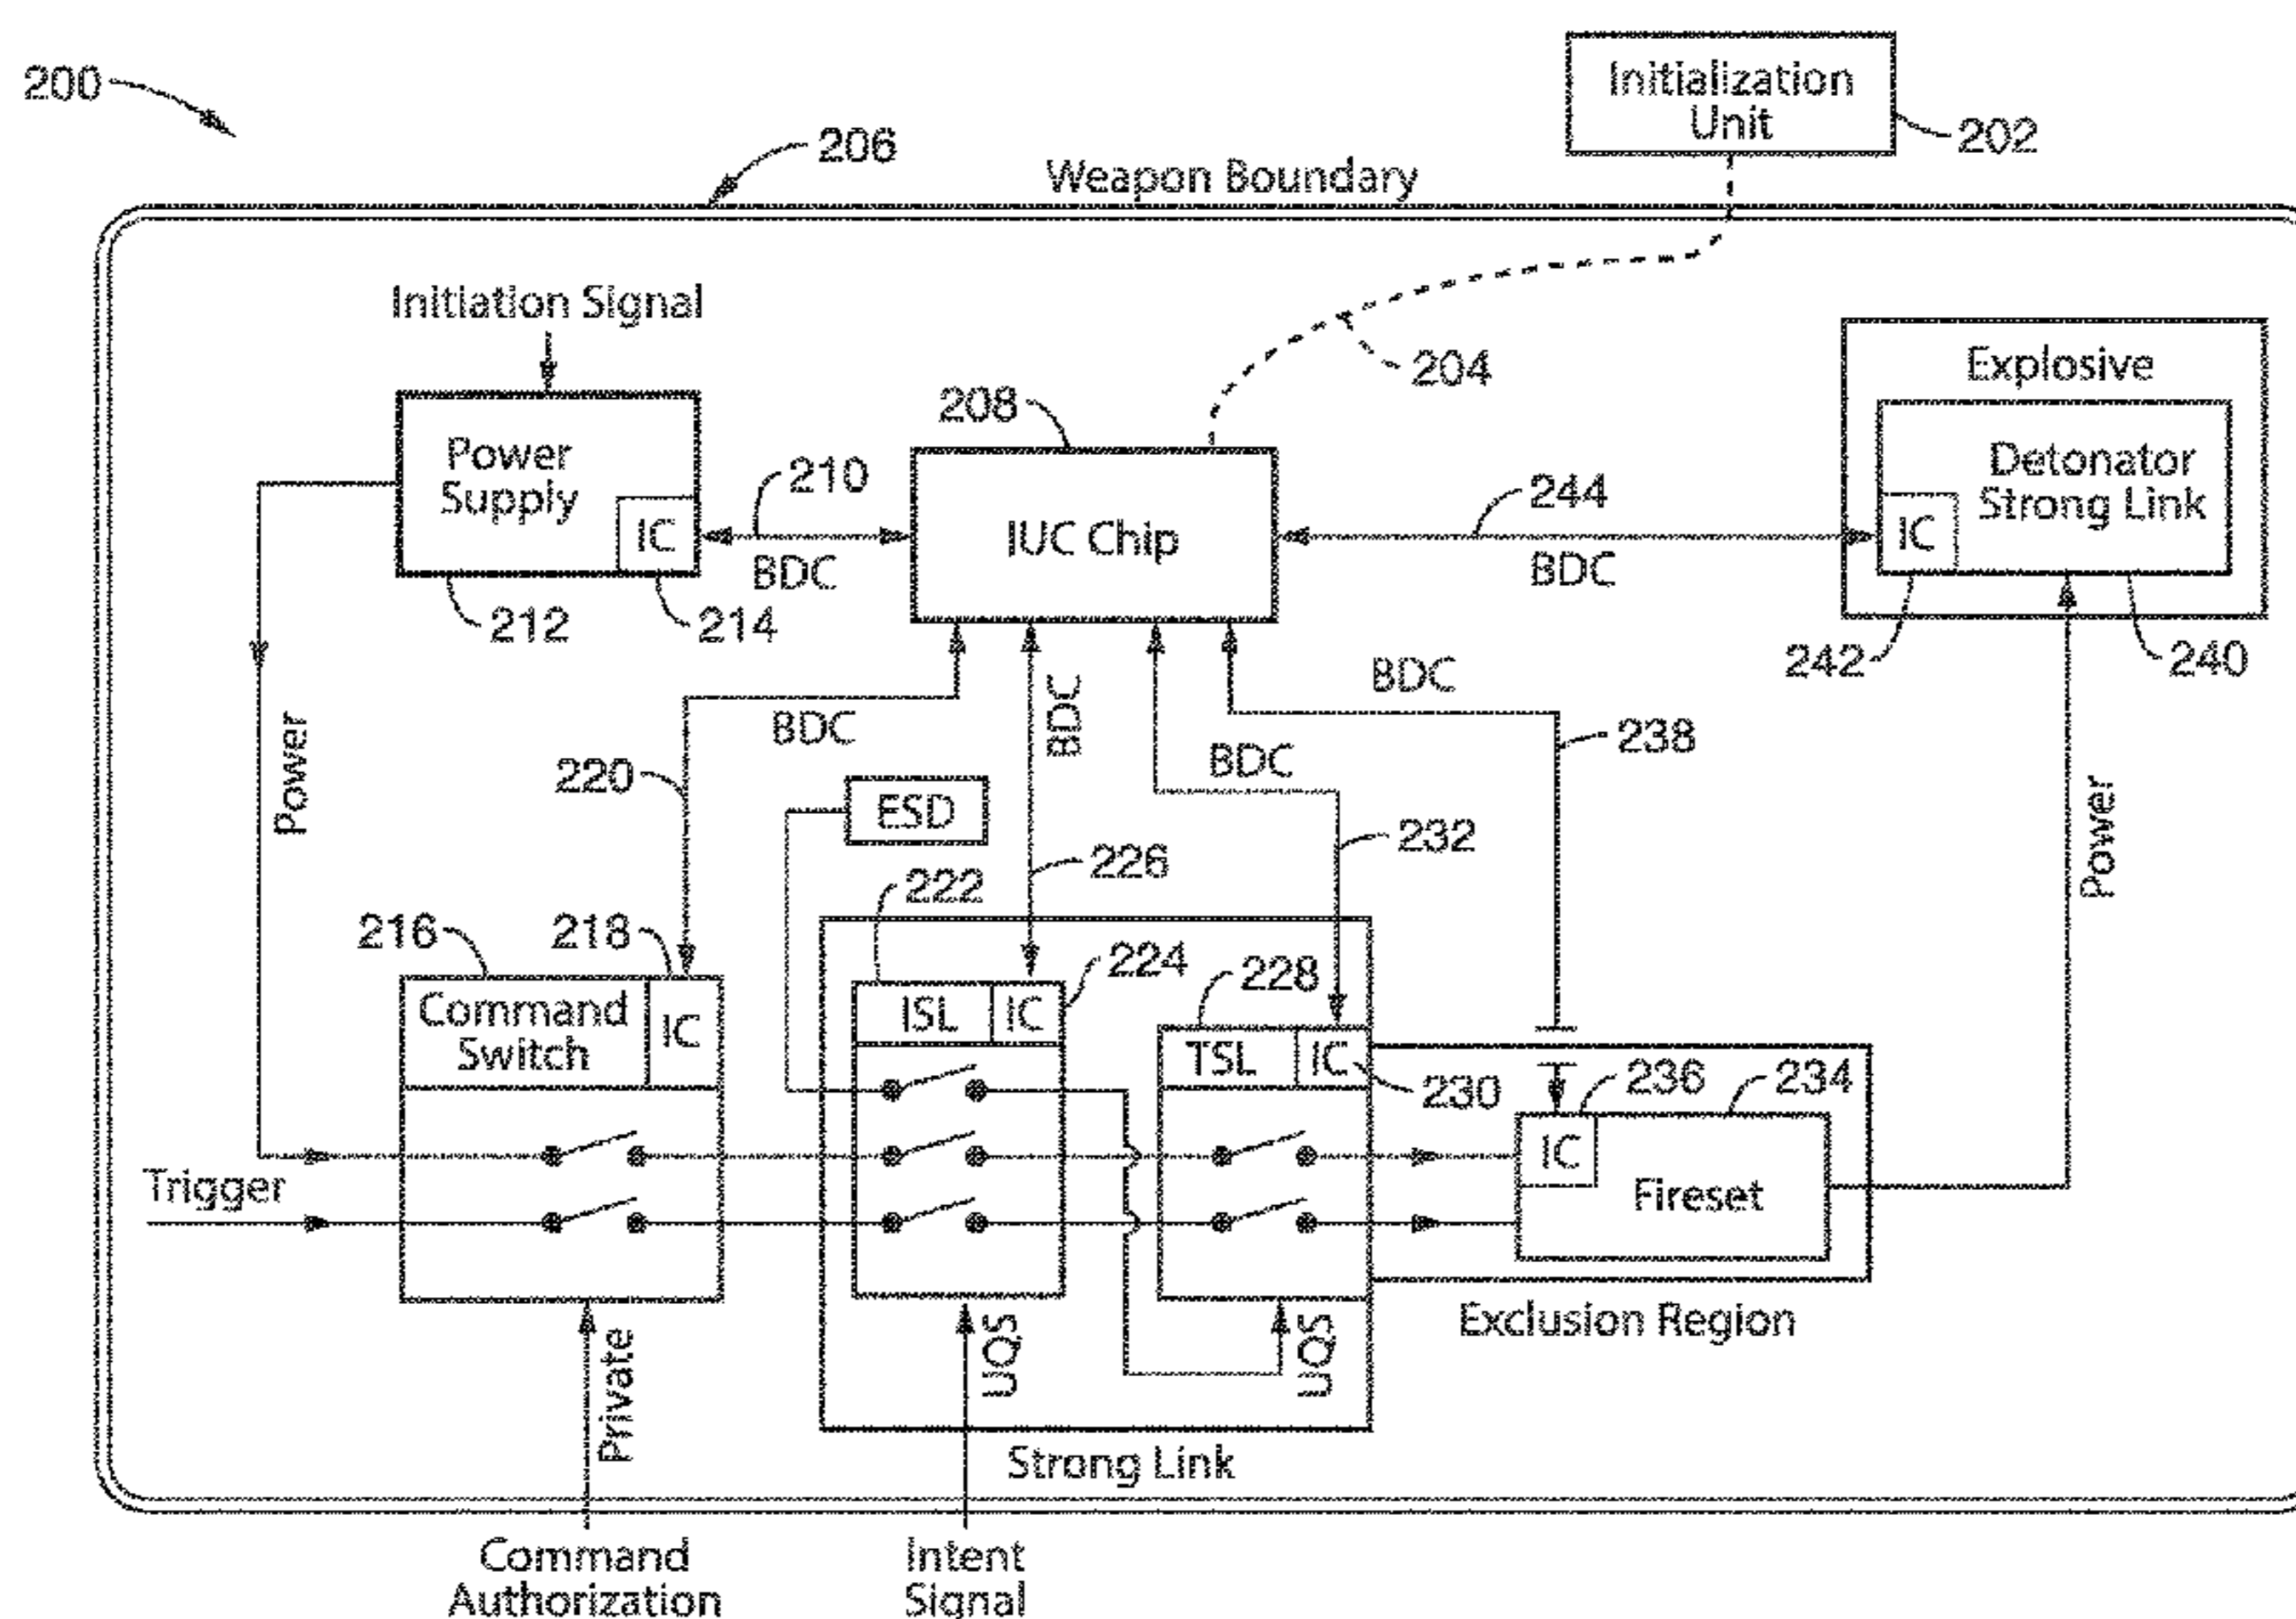 200
206
Weapon Boundary
Initialization
Unit
202
Initiation Signal
204
Explosive
208
Power
Supply
IC
210
BDC
IUC Chip
244
BDC
Detonator
Strong Link
IC
212
214
242
240
BDC
BDC
BDC
BDC
238
Power
220
ESD
232
226
Power
222
216
218
224
228
Command
Switch
IC
ISL
IC
TSL
IC
230
236
234
IC
Fireset
Trigger
Exclusion Region
Private
UQS
UQS
Strong Link
Command
Authorization
Intent
Signal